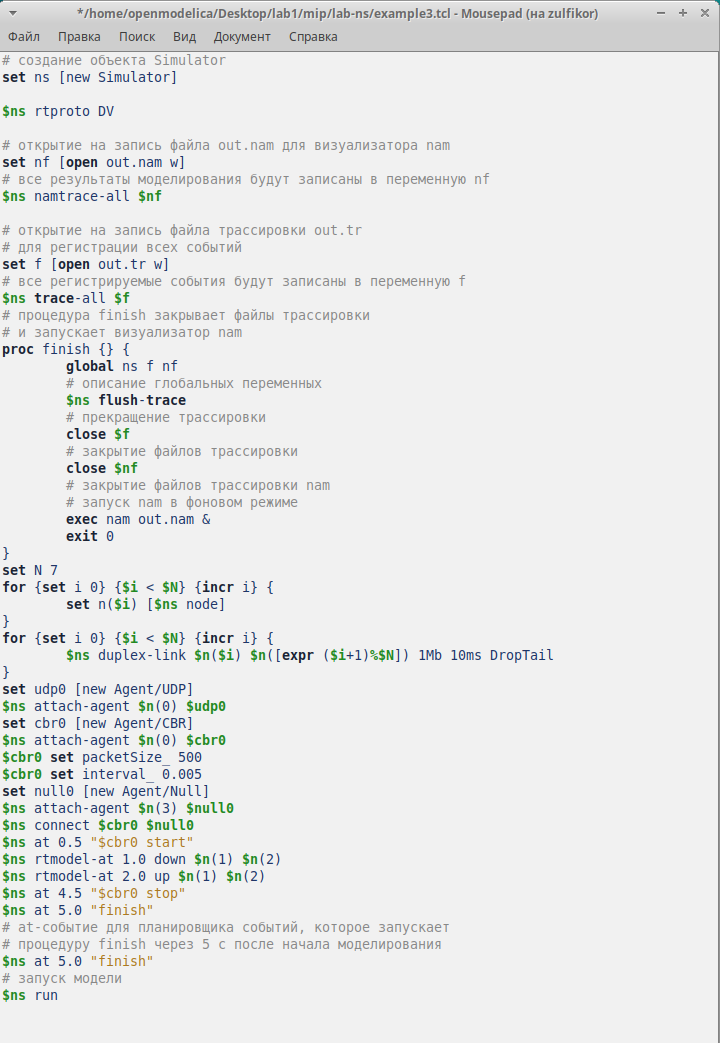 */home/openmodelica/Desktop/lab1/mip/lab-ns/example3.tcl - Mousepad (на zulfikor)
Файл Правка Поиск Вид Документ Справка
# создание объекта Simulator
set ns [new Simulator]
$ns rtproto DV
# открытие на запись файла out.nam для визуализатора nam
set nf [open out.nam w]
# все результаты моделирования будут записаны в переменную nf
$ns namtrace-all $nf
# открытие на запись файла трассировки out.tr
# для регистрации всех событий
set f [open out.tr w]
# все регистрируемые события будут записаны в переменную f
$ns trace-all $f
# процедура finish закрывает файлы трассировки
# и запускает визуализатор nam
proc finish {} {
global ns f nf
# описание глобальных переменных
$ns flush-trace
# прекращение трассировки
close $f
# закрытие файлов трассировки
close $nf
# закрытие файлов трассировки nam
# запуск nam в фоновом режиме
exec nam out.nam &
exit 0
}
set N 7
for {set i 0} {$i < $N} {incr i} {
set n($i) [$ns node]
}
for {set i 0} {$i < $N} {incr i} {
$ns duplex-link $n($i) $n([expr ($i+1)%$N]) 1Mb 10ms DropTail
}
set udp0 [new Agent/UDP]
$ns attach-agent $n(0) $udp0
set cbr0 [new Agent/CBR]
$ns attach-agent $n(0) $cbr0
$cbr0 set packetSize_ 500
$cbr0 set interval_ 0.005
set null0 [new Agent/Null]
$ns attach-agent $n(3) $null0
$ns connect $cbr0 $null0
$ns at 0.5 "$cbr0 start"
$ns rtmodel-at 1.0 down $n(1) $n(2)
$ns rtmodel-at 2.0 up $n(1) $n(2)
$ns at 4.5 "$cbr0 stop"
$ns at 5.0 "finish"
# at-событие для планировщика событий, которое запускает
# процедуру finish через 5 с после начала моделирования
$ns at 5.0 "finish"
# запуск модели
$ns run